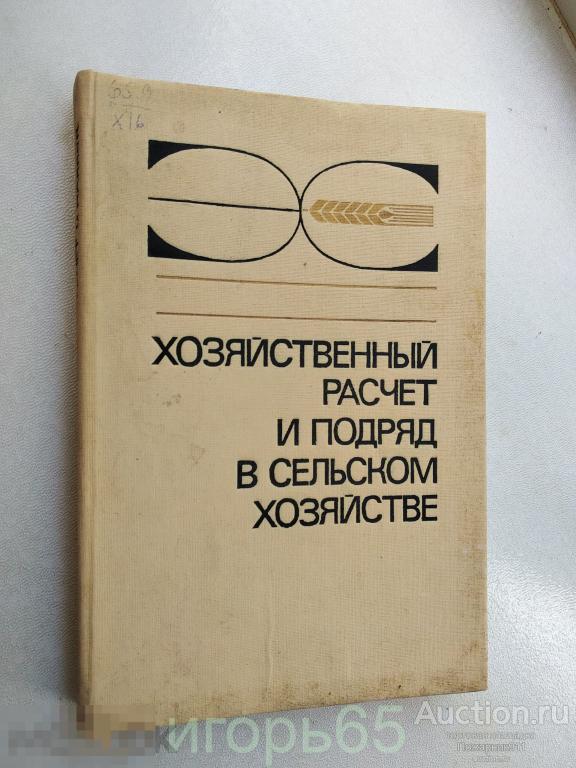 65.9
Х16
ХОЗЯЙСТВЕННЫЙ
РАСЧЕТ
И ПОДРЯД
В СЕЛЬСКОМ
ХОЗЯЙСТВЕ
игорь65
Auction.ru